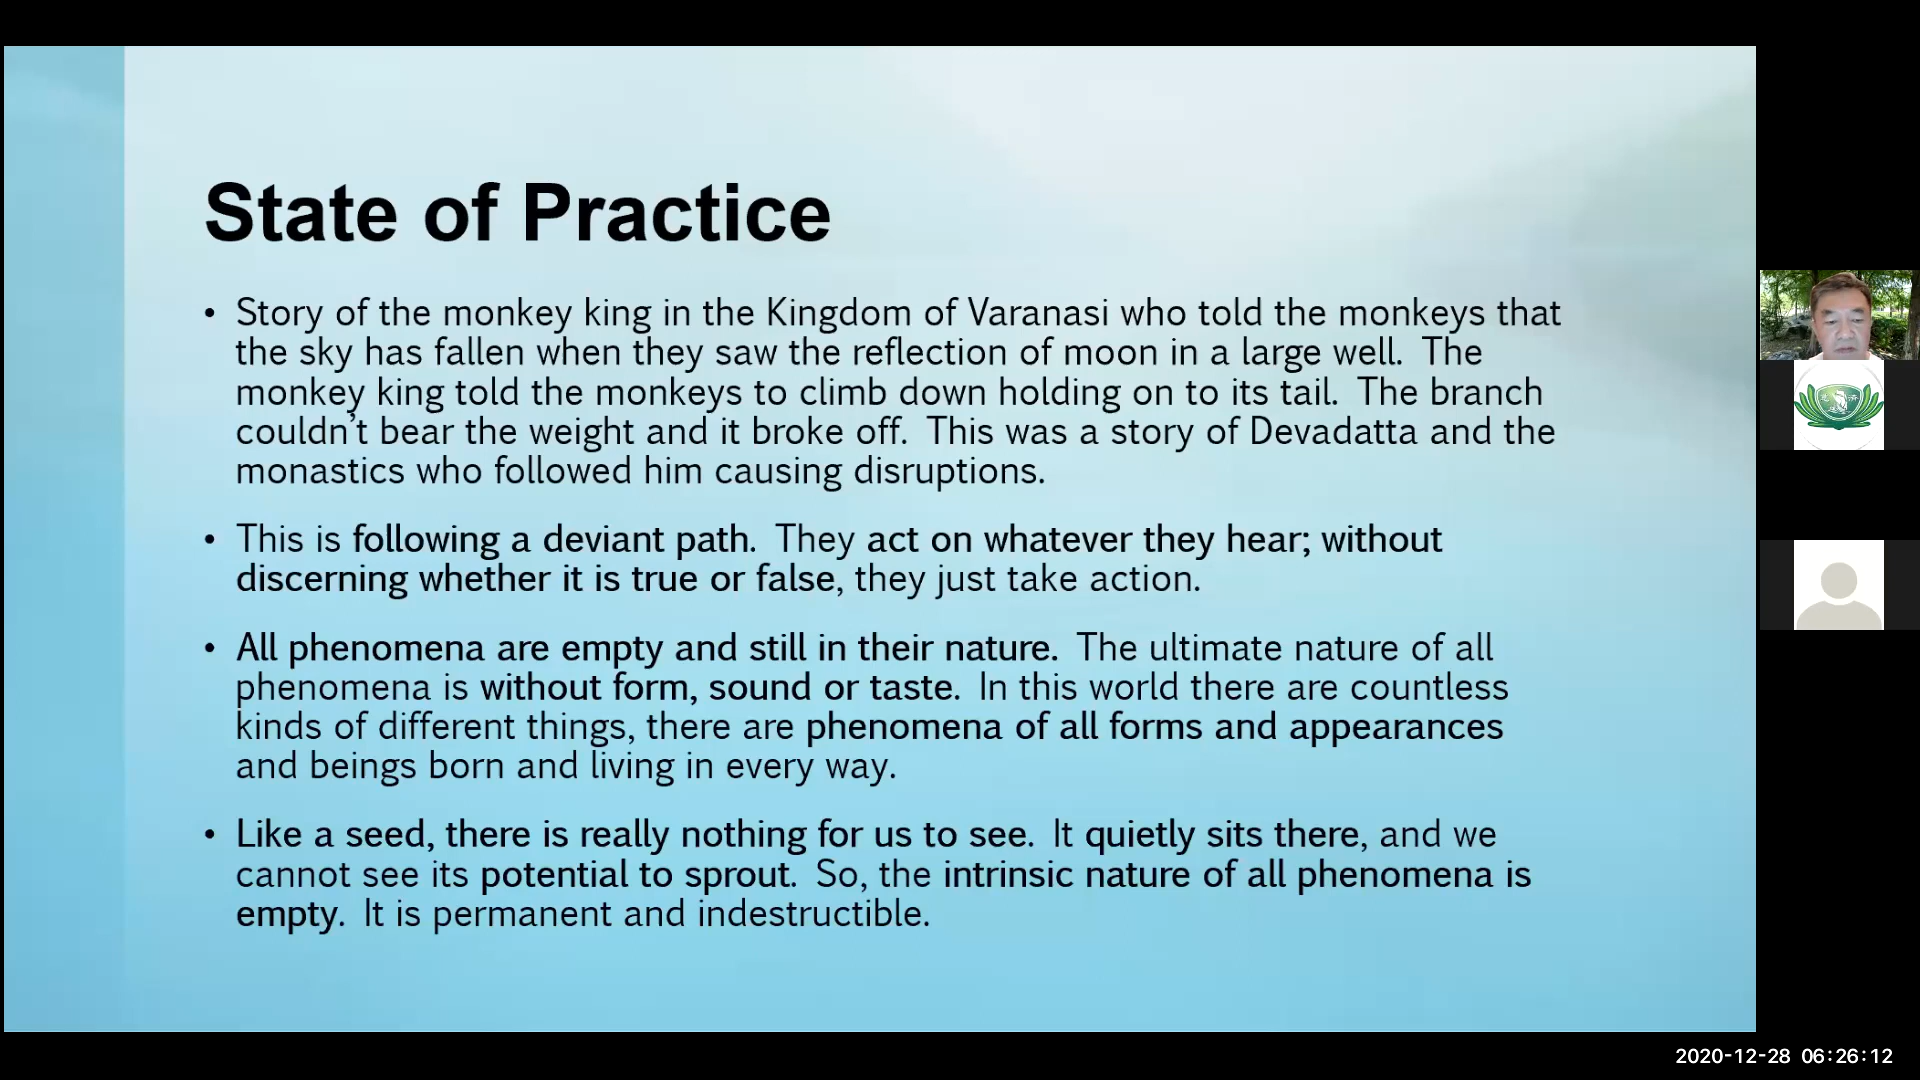 State of Practice
• Story of the monkey king in the Kingdom of Varanasi who told the monkeys that
the sky has fallen when they saw the reflection of moon in a large well. The
monkey king told the monkeys to climb down holding on to its tail. The branch
couldn’t bear the weight and it broke off. This was a story of Devadatta and the
monastics who followed him causing disruptions.
• This is following a deviant path. They act on whatever they hear; without
discerning whether it is true or false, they just take action.
• All phenomena are empty and still in their nature. The ultimate nature of all
phenomena is without form, sound or taste. In this world there are countless
kinds of different things, there are phenomena of all forms and appearances
and beings born and living in every way.
• Like a seed, there is really nothing for us to see. It quietly sits there, and we
cannot see its potential to sprout. So, the intrinsic nature of all phenomena is
empty. It is permanent and indestructible.
2020-12-28 06:26:12